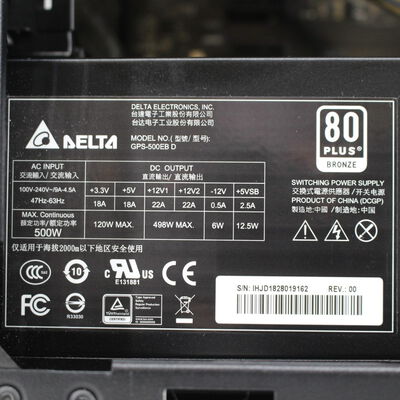 DELTA ELECTRONICS, INC.
台達電子工業股份有限公司
台达电子工业股份有限公司
MODEL NO.(型號/型号):
GPS-500EB D
DELTA
80
PLUS®
BRONZE
AC INPUT
交流輸入 / 交流输入
DC OUTPUT
直流輸出 / 直流输出
100V-240V~/9A-4.5A
47Hz-63Hz
+3.3V +5V +12V1 +12V2 -12V +5VSB
18A 18A 22A 22A 0.5A 2.5A
MAX. Continuous
額定功率/ 额定功率
500W
120W MAX. 498W MAX. 6W 12.5W
SWITCHING POWER SUPPLY
交換式電源供應器 / 开关电源
PRODUCT OF CHINA (DCGP)
製造地:中國 / 制造地:中国
仅适用于海拔2000m以下地区安全使用
CCC
10
c UL US
E131881
CE
FC
R33030
TÜVRheinland
S/N: IHJD1828019162 REV.: 00